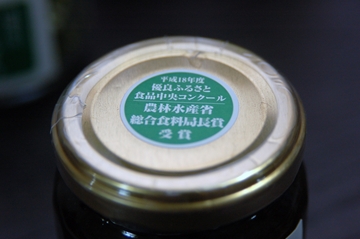 平成18年度
優良ふるさと
食品中央コンクール
農林水産省
総合食料局長賞
受賞